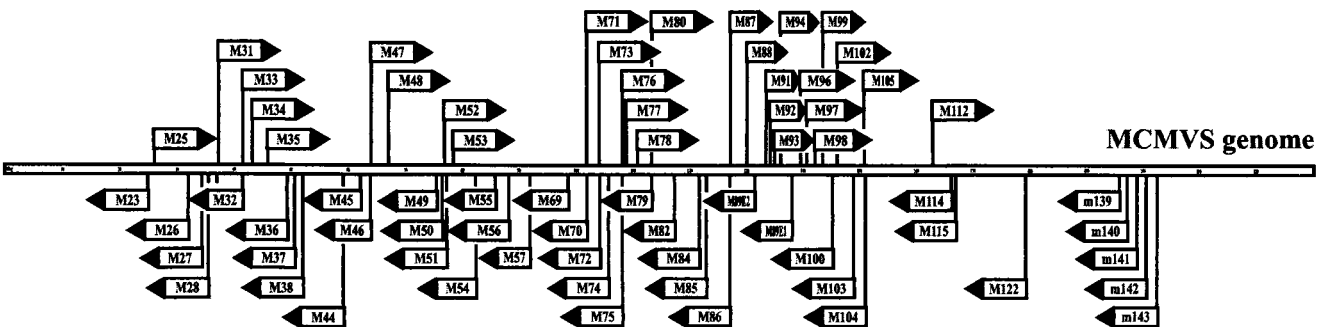 M71 M80 M87 M94 M99
M31 M47 M73 M88 M102
M33 M48 M76 M91 M96 M105
M34 M52 M77 M92 M97 M112
M25 M35 M53 M78 M93 M98
MCMVS genome
M23 M32 M45 M49 M55 M69 M79 M89E2 M114 m139
M26 M36 M46 M50 M56 M70 M82 M89E1 M115 m140
M27 M37 M51 M57 M72 M84 M100 m141
M28 M38 M54 M74 M85 M103 M122 m142
M44 M75 M86 M104 m143